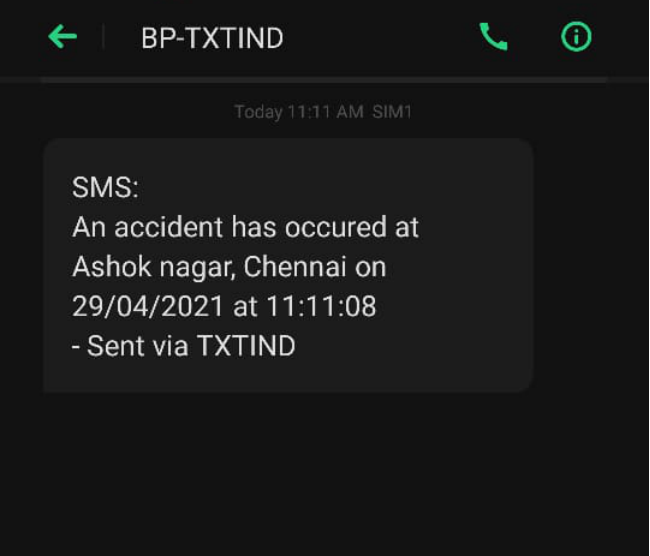 BP-TXTIND
Today 11:11 AM SIM1
SMS:
An accident has occured at
Ashok nagar, Chennai on
29/04/2021 at 11:11:08
- Sent via TXTIND